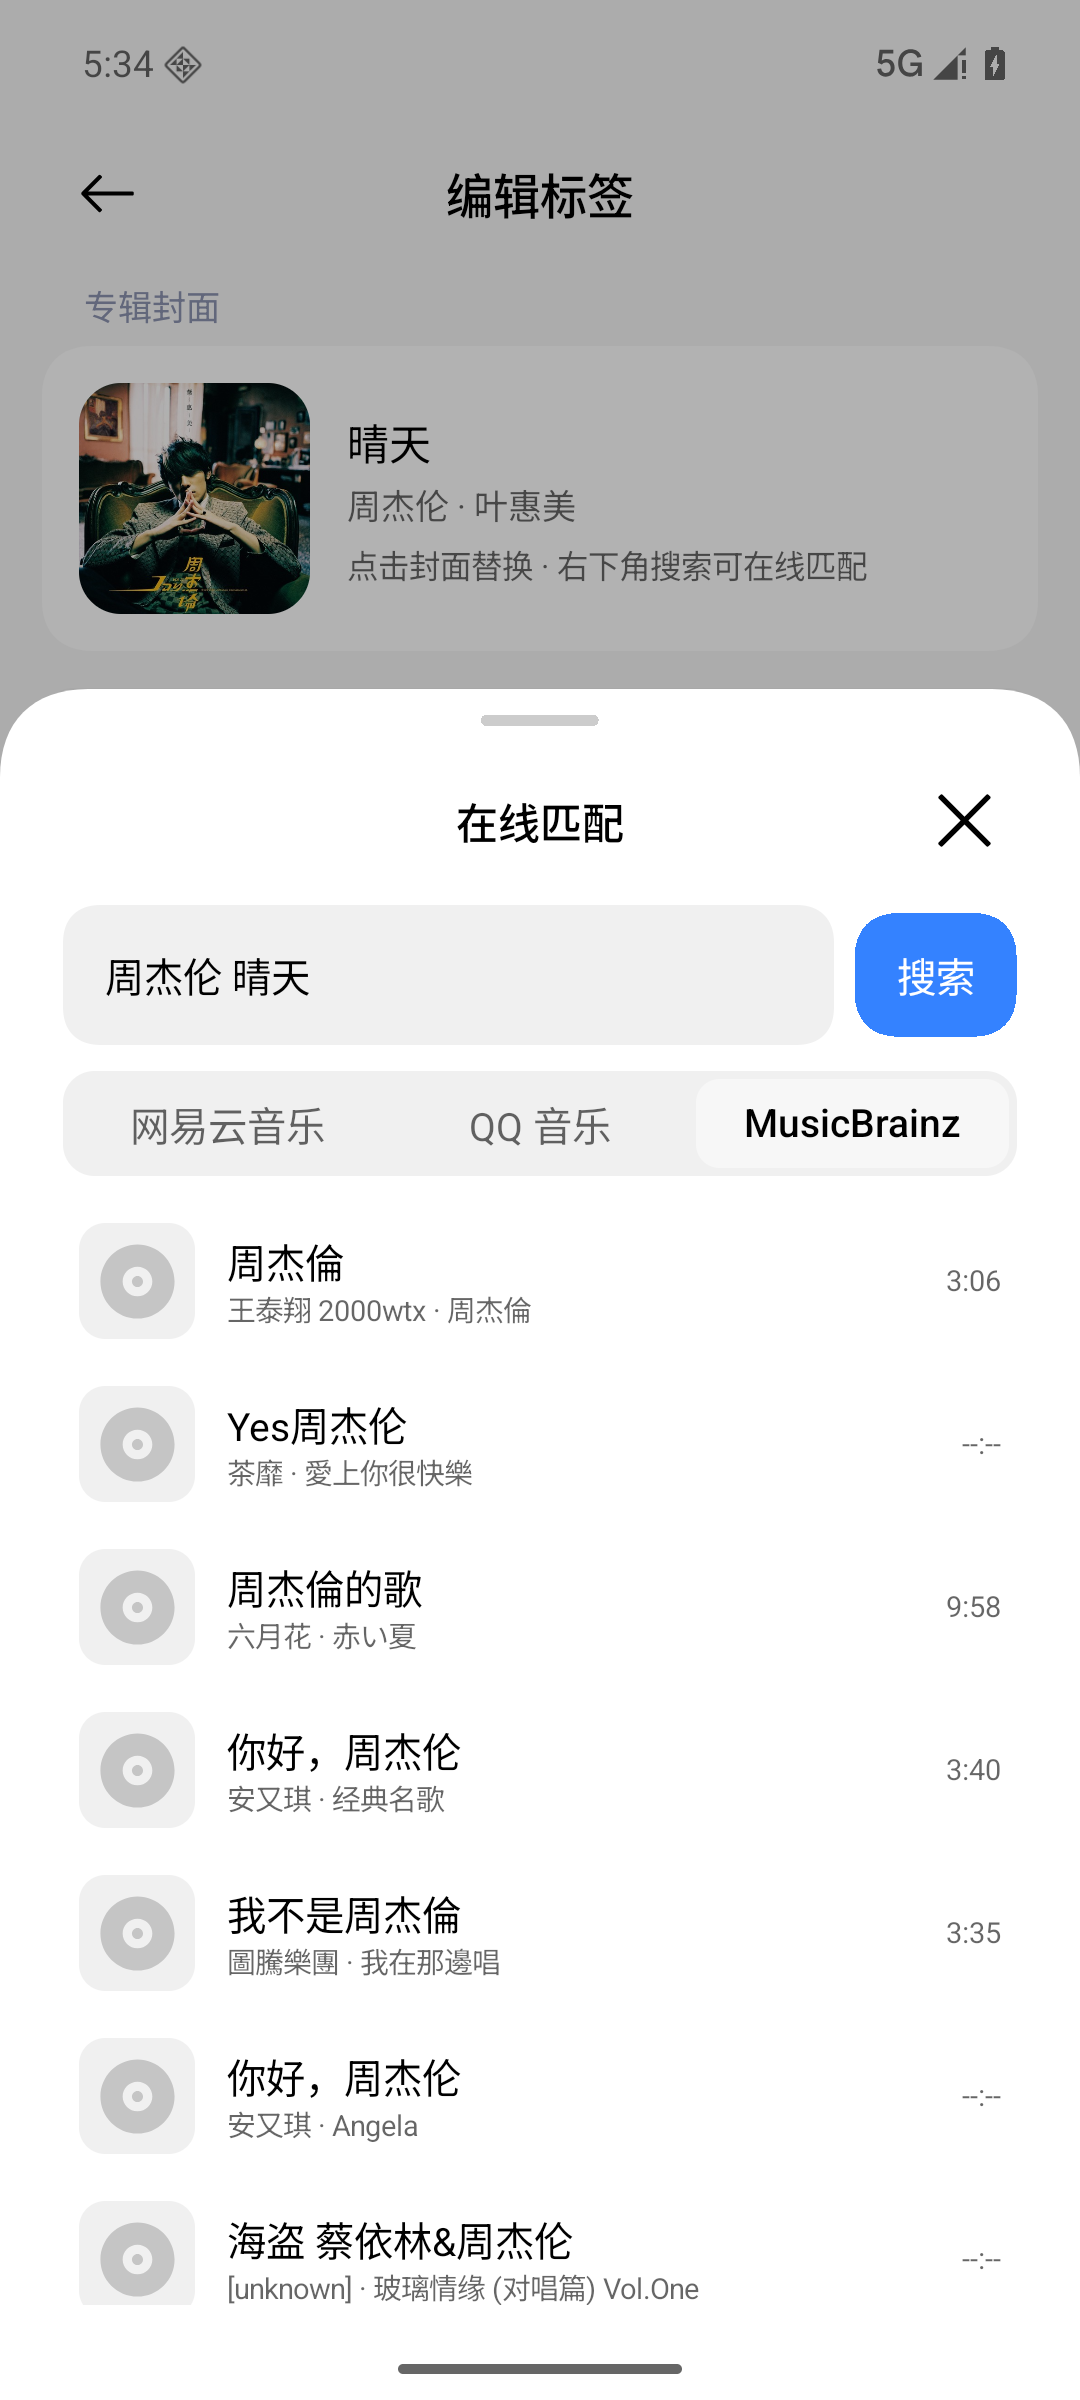 5:34
5G
编辑标签
专辑封面
晴天
周杰伦 · 叶惠美
点击封面替换 · 右下角搜索可在线匹配
在线匹配
周杰伦 晴天
搜索
网易云音乐
QQ 音乐
MusicBrainz
周杰倫
3:06
王泰翔 2000wtx · 周杰倫
Yes周杰伦
--:--
茶靡 · 愛上你很快樂
周杰倫的歌
9:58
六月花 · 赤い夏
你好，周杰伦
3:40
安又琪 · 经典名歌
我不是周杰倫
3:35
圖騰樂團 · 我在那邊唱
你好，周杰伦
--:--
安又琪 · Angela
海盗 蔡依林&周杰伦
--:--
[unknown] · 玻璃情缘 (对唱篇) Vol.One